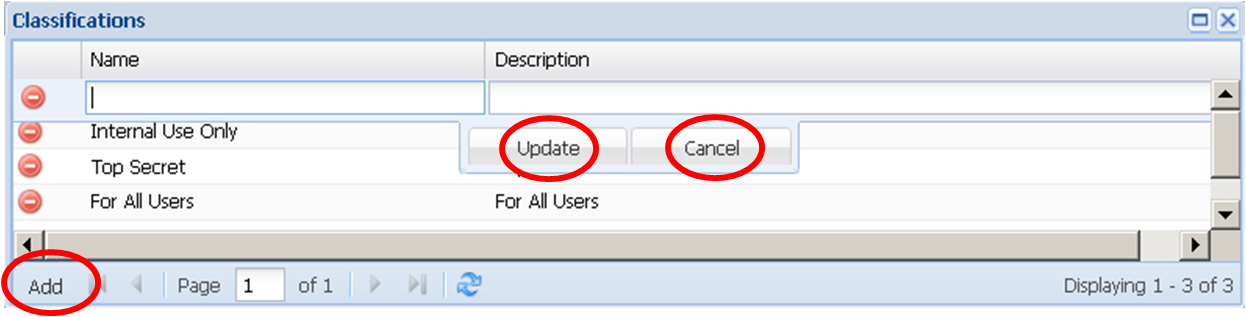 Classifications
Name Description
Internal Use Only
Update Cancel
Top Secret
For All Users For All Users
Add Page 1 of 1 Displaying 1 - 3 of 3